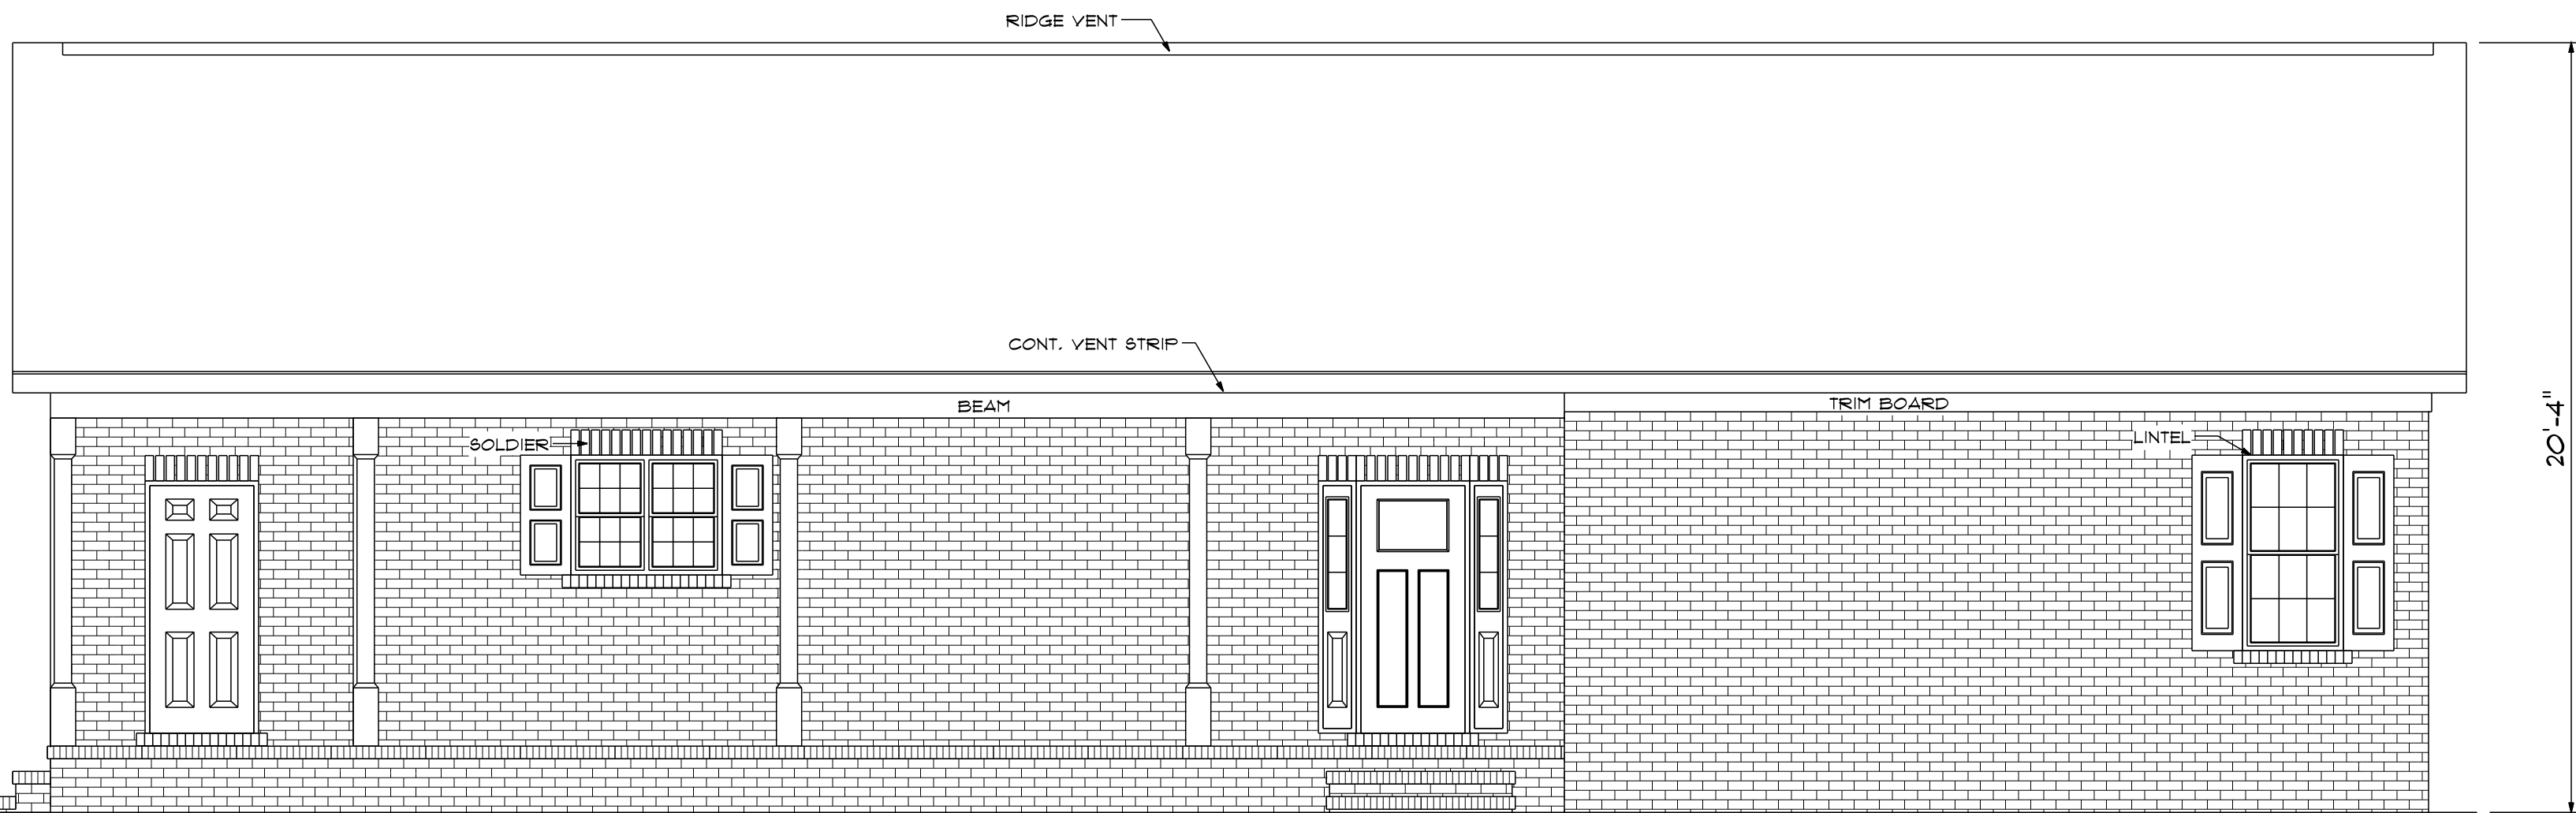 RIDGE VENT
CONT. VENT STRIP
BEAM
TRIM BOARD
SOLDIER
LINTEL
20'-4"